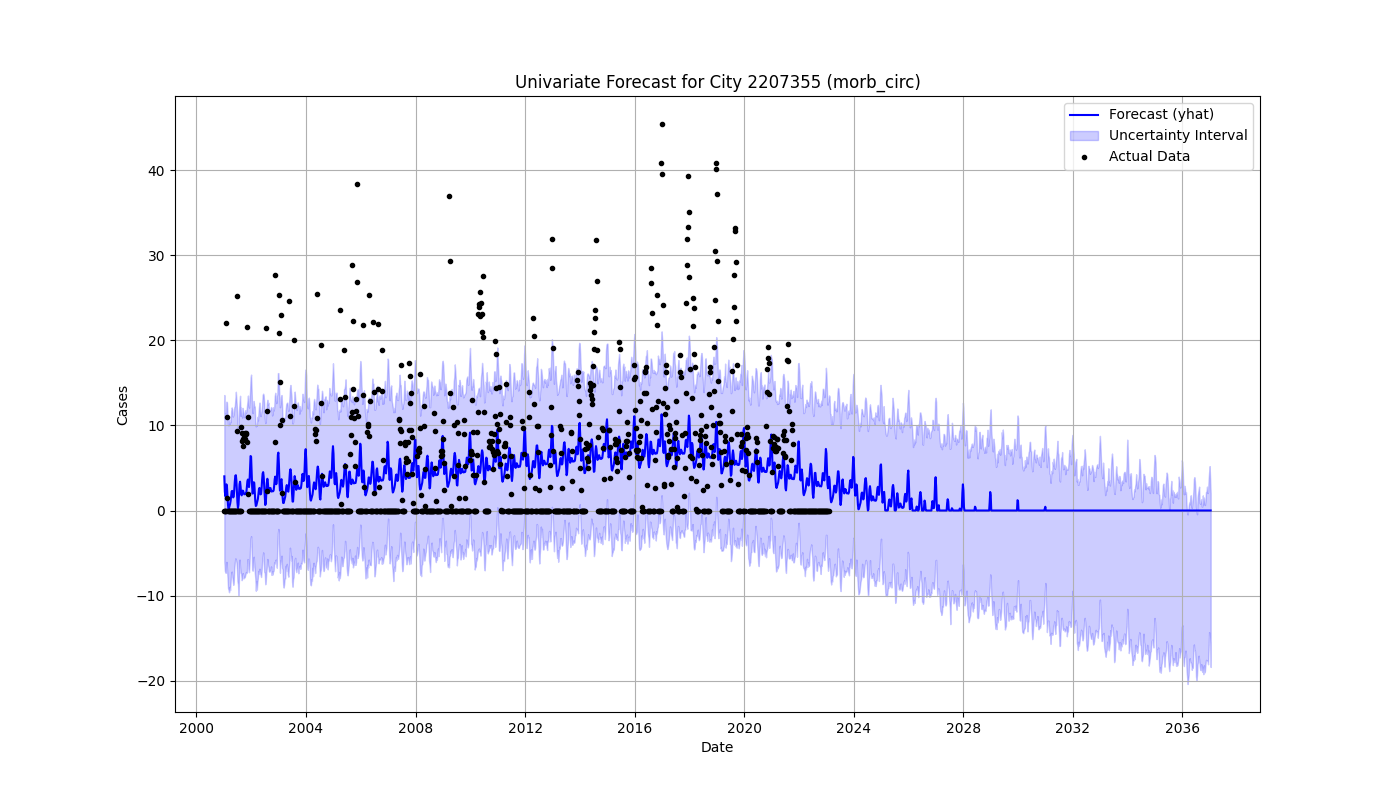 Univariate Forecast for City 2207355 (morb_circ)
Forecast (yhat)
Uncertainty Interval
Actual Data
Cases
40
30
20
10
0
−10
−20
2000 2004 2008 2012 2016 2020 2024 2028 2032 2036
Date